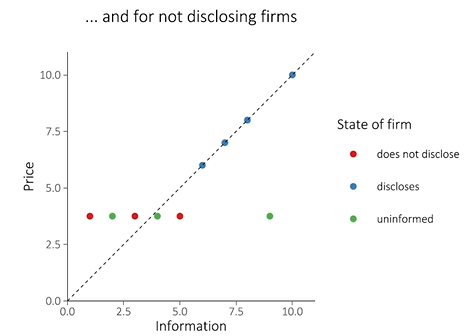 ... and for not disclosing firms
10.0
7.5
5.0
2.5
0.0
Price
0.0 2.5 5.0 7.5 10.0
Information
State of firm
does not disclose
discloses
uninformed